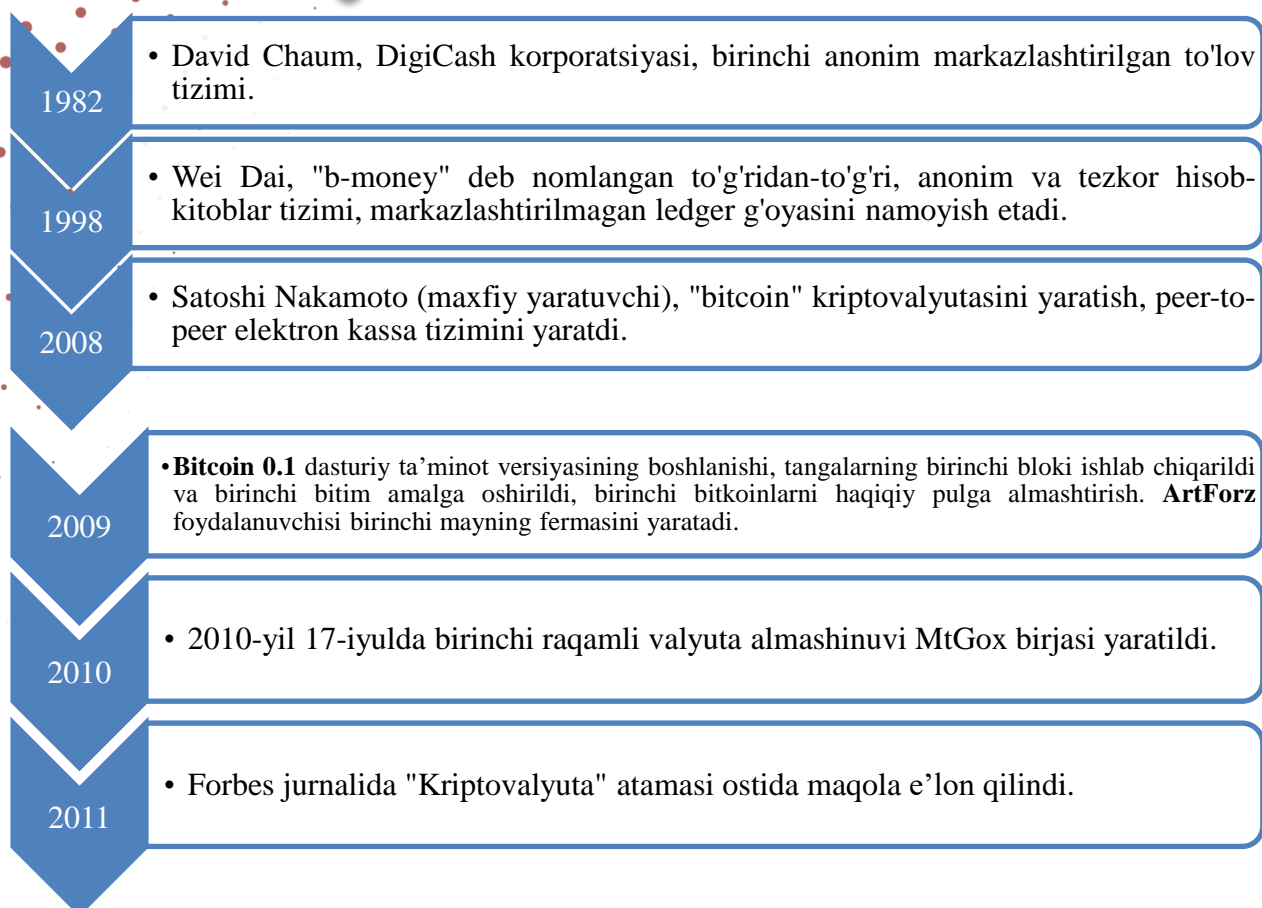 1982
• David Chaum, DigiCash korporatsiyasi, birinchi anonim markazlashtirilgan to'lov
tizimi.
1998
• Wei Dai, "b-money" deb nomlangan to'g'ridan-to'g'ri, anonim va tezkor hisob-
kitoblar tizimi, markazlashtirilmagan ledger g'oyasini namoyish etadi.
2008
• Satoshi Nakamoto (maxfiy yaratuvchi), "bitcoin" kriptovalyutasini yaratish, peer-to-
peer elektron kassa tizimini yaratdi.
2009
•Bitcoin 0.1 dasturiy ta’minot versiyasining boshlanishi, tangalarning birinchi bloki ishlab chiqarildi
va birinchi bitim amalga oshirildi, birinchi bitkoinlarni haqiqiy pulga almashtirish. ArtForz
foydalanuvchisi birinchi mayning fermasini yaratadi.
2010
• 2010-yil 17-iyulda birinchi raqamli valyuta almashinuvi MtGox birjasi yaratildi.
2011
• Forbes jurnalida "Kriptovalyuta" atamasi ostida maqola e’lon qilindi.